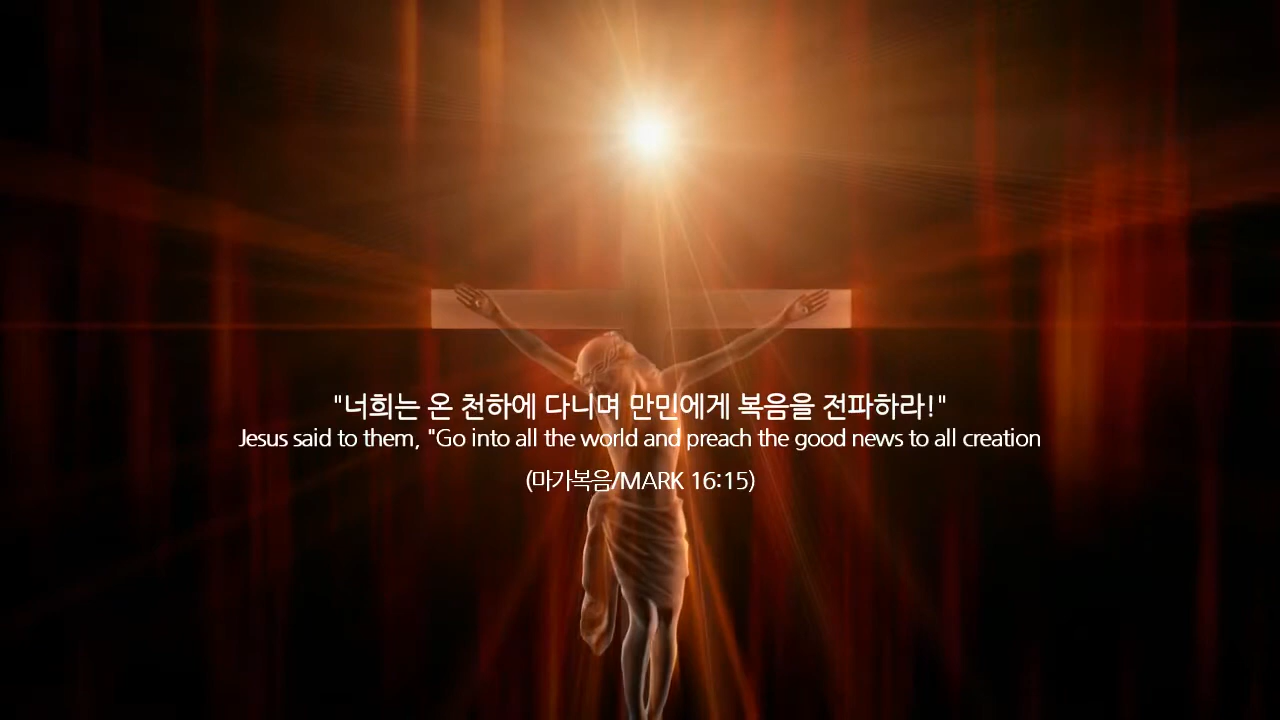 "너희는 온 천하에 다니며 만민에게 복음을 전파하라!"
Jesus said to them, "Go into all the world and preach the good news to all creation
(마가복음/MARK 16:15)